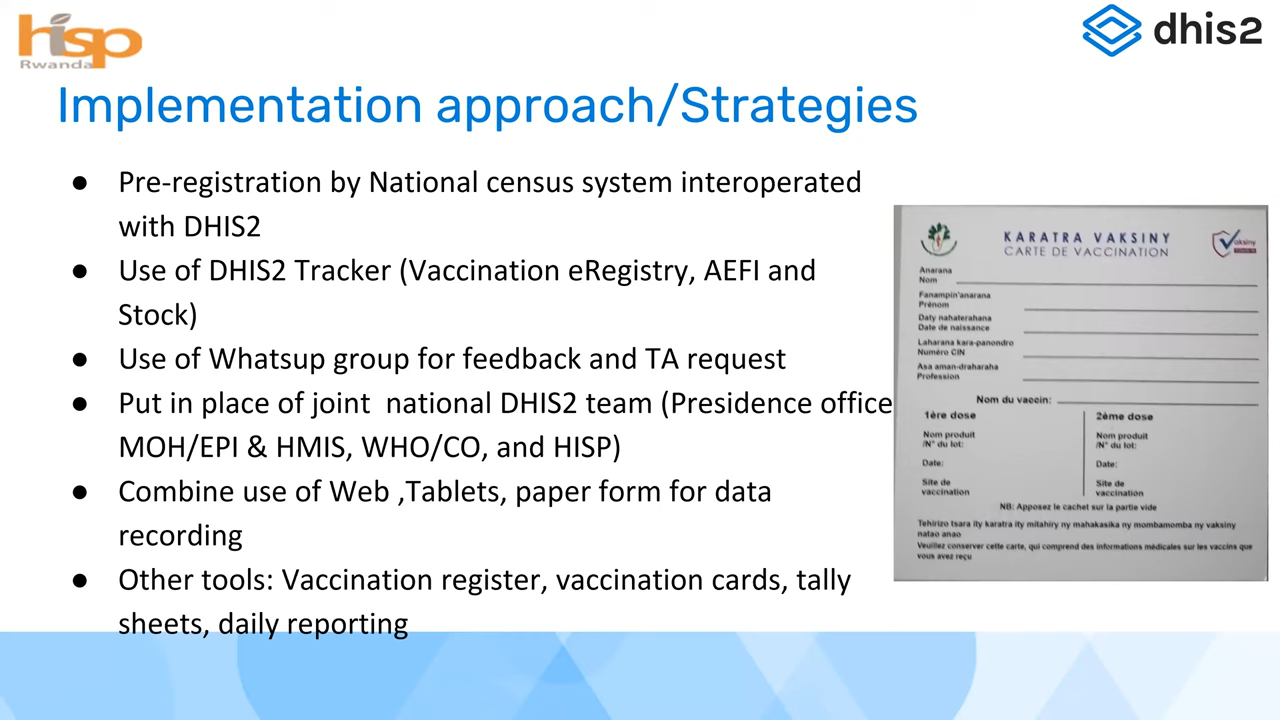 hisp
Rwanda
dhis2
Implementation approach/Strategies
● Pre-registration by National census system interoperated
with DHIS2
● Use of DHIS2 Tracker (Vaccination eRegistry, AEFI and
Stock)
● Use of Whatsup group for feedback and TA request
● Put in place of joint national DHIS2 team (Presidence office
MOH/EPI & HMIS, WHO/CO, and HISP)
● Combine use of Web ,Tablets, paper form for data
recording
● Other tools: Vaccination register, vaccination cards, tally
sheets, daily reporting
KARATRA VAKSINY
CARTE DE VACCINATION
Vaksiny
Anarana
Nom
Fanampin'anarana
Prénom
Daty nahaterahana
Date de naissance
Laharana kara-panondro
Numéro CIN
Asa aman-draharaha
Profession
Nom du vaccin:
1ère dose
Nom produit
/N° du lot:
Date:
Site de
vaccination
2ème dose
Nom produit
/N° du lot:
Date:
Site de
vaccination
NB: Apposez le cachet sur la partie vide
Tehirizo tsara ity karatra ity mitahiry ny mahakasika ny mombamomba ny vaksiny
natao anao
Veuillez conserver cette carte, qui comprend des informations médicales sur les vaccins que
vous avez reçu